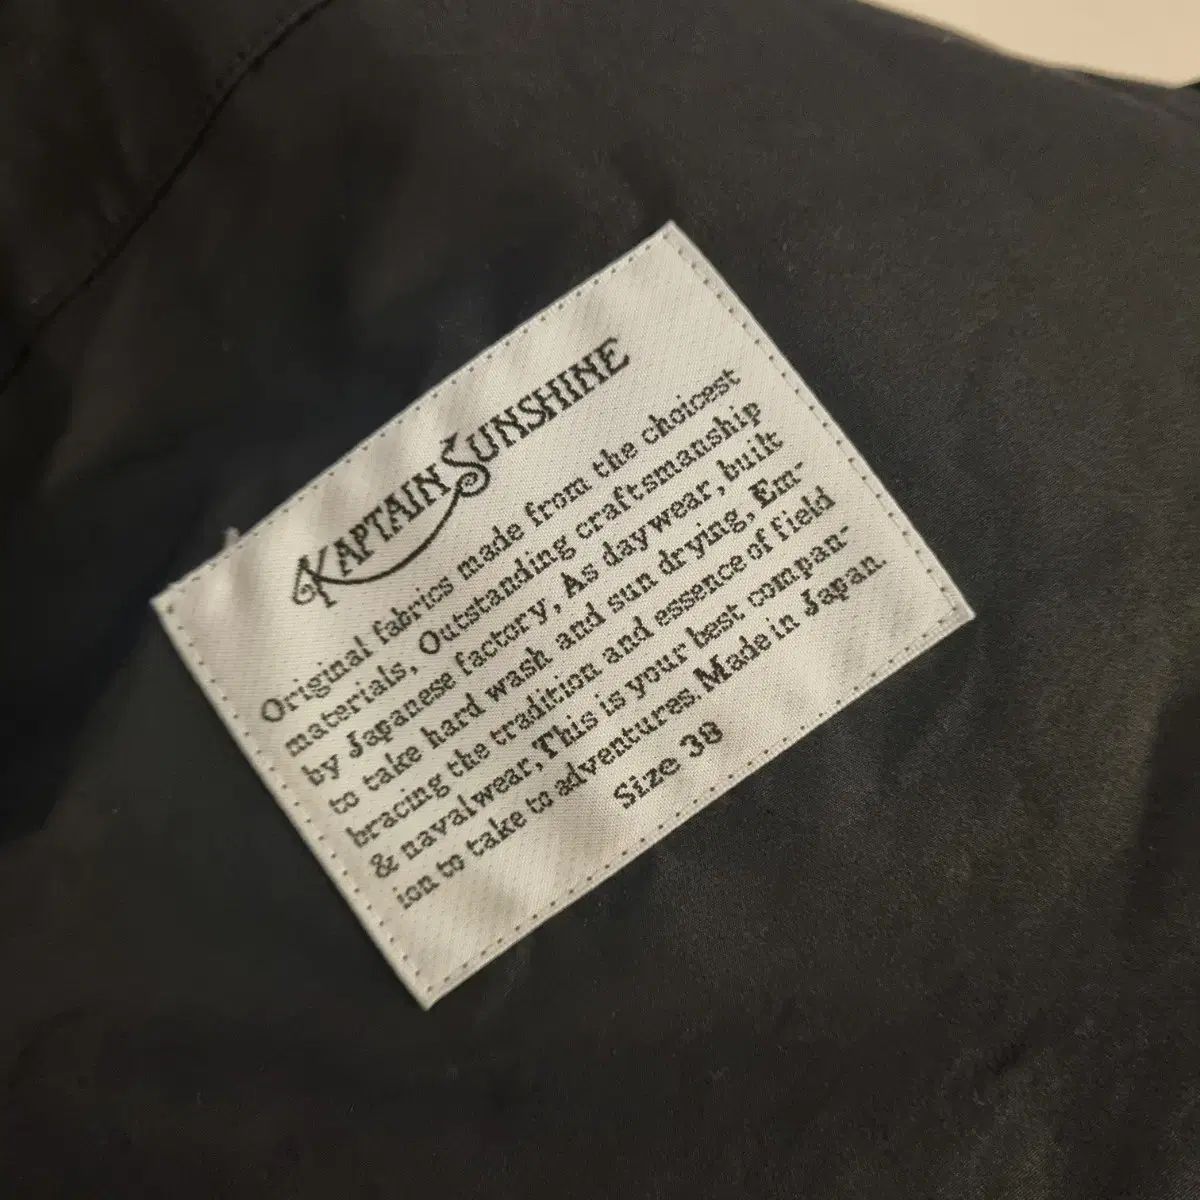 KAPTAIN SUNSHINE
Original fabrics made from the choicest
materials, Outstanding craftsmanship
by Japanese factory, As daywear, built
to take hard wash and sun drying, Em-
bracing the tradition and essence of field
& navalwear, This is your best compan-
ion to take to adventures. Made in Japan.
Size 38